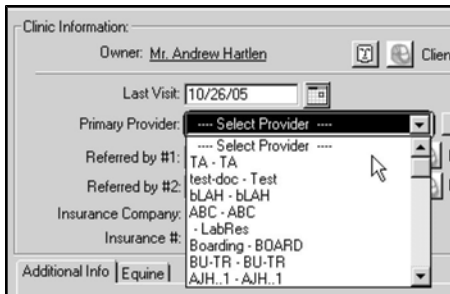 Clinic Information:
Owner: Mr. Andrew Hartlen
Clien
Last Visit: 10/26/05
Primary Provider: ---- Select Provider ----
---- Select Provider ----
Referred by #1:
TA - TA
test-doc - Test
Referred by #2:
bLAH - bLAH
Insurance Company:
ABC - ABC
- LabRes
Insurance #:
Boarding - BOARD
BU-TR - BU-TR
Additional Info Equine
AJH..1 - AJH..1